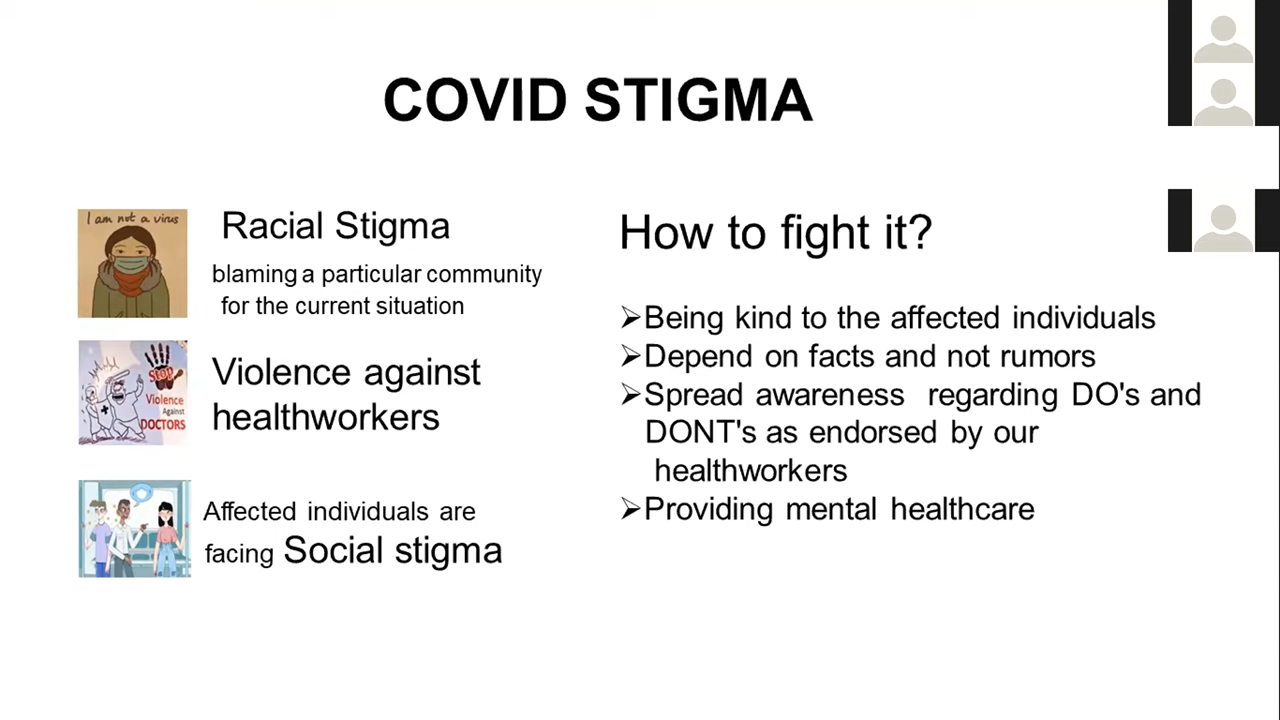 COVID STIGMA
I am not a virus
Racial Stigma
blaming a particular community
for the current situation
Stop
Violence
Against
DOCTORS
Violence against
healthworkers
Affected individuals are
facing Social stigma
How to fight it?
➢Being kind to the affected individuals
➢Depend on facts and not rumors
➢Spread awareness regarding DO's and
DONT's as endorsed by our
healthworkers
➢Providing mental healthcare